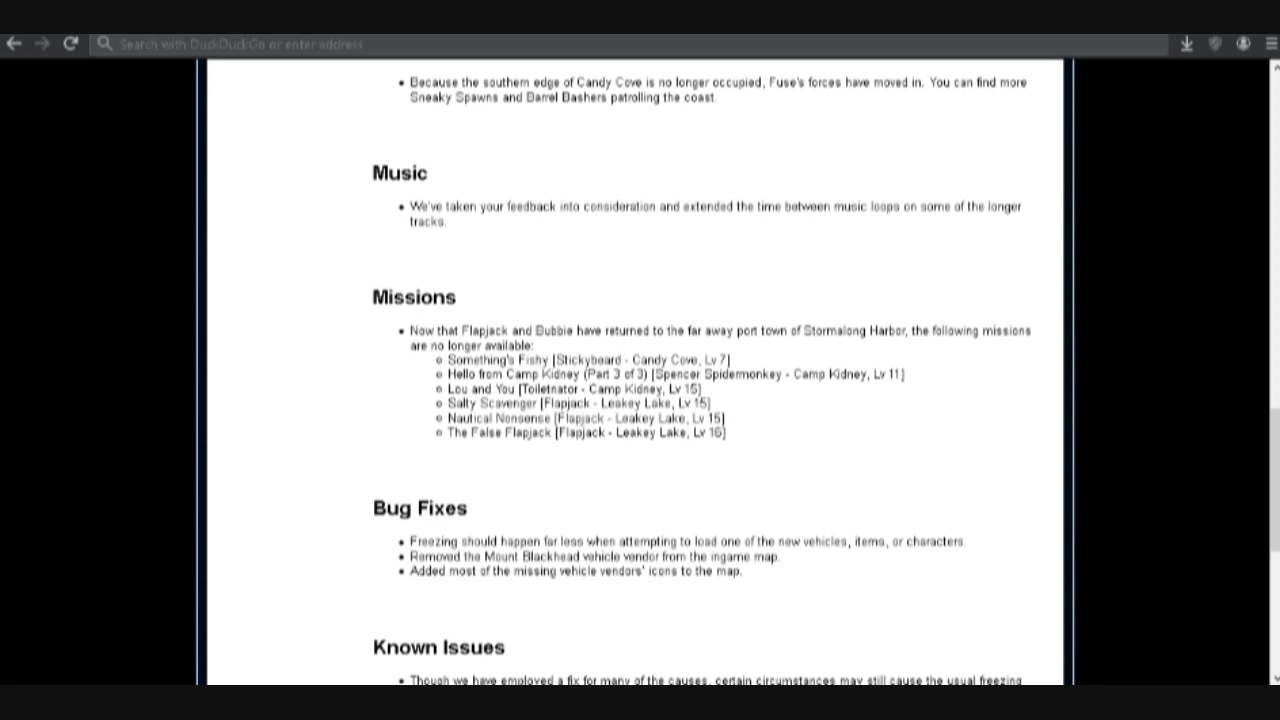 Search with DuckDuckGo or enter address
• Because the southern edge of Candy Cove is no longer occupied, Fuse's forces have moved in. You can find more
Sneaky Spawns and Barrel Bashers patrolling the coast.
Music
• We've taken your feedback into consideration and extended the time between music loops on some of the longer
tracks.
Missions
• Now that Flapjack and Bubbie have returned to the far away port town of Stormalong Harbor, the following missions
are no longer available:
o Something's Fishy [Stickybeard - Candy Cove, Lv 7]
o Hello from Camp Kidney (Part 3 of 3) [Spencer Spidermonkey - Camp Kidney, Lv 11]
o Lou and You [Toiletnator - Camp Kidney, Lv 15]
o Salty Scavenger [Flapjack - Leakey Lake, Lv 15]
o Nautical Nonsense [Flapjack - Leakey Lake, Lv 15]
o The False Flapjack [Flapjack - Leakey Lake, Lv 16]
Bug Fixes
• Freezing should happen far less when attempting to load one of the new vehicles, items, or characters.
• Removed the Mount Blackhead vehicle vendor from the ingame map.
• Added most of the missing vehicle vendors' icons to the map.
Known Issues
• Though we have employed a fix for many of the causes, certain circumstances may still cause the usual freezing